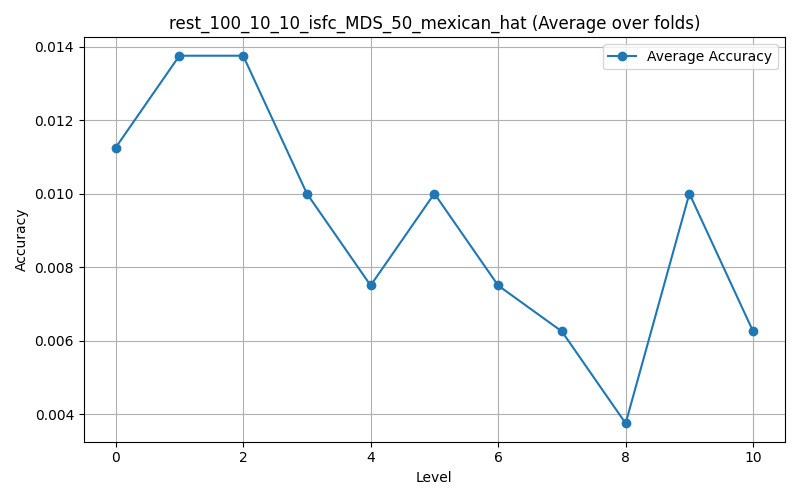 rest_100_10_10_isfc_MDS_50_mexican_hat (Average over folds)
Average Accuracy
Accuracy
0.014
0.012
0.010
0.008
0.006
0.004
0 2 4 6 8 10
Level